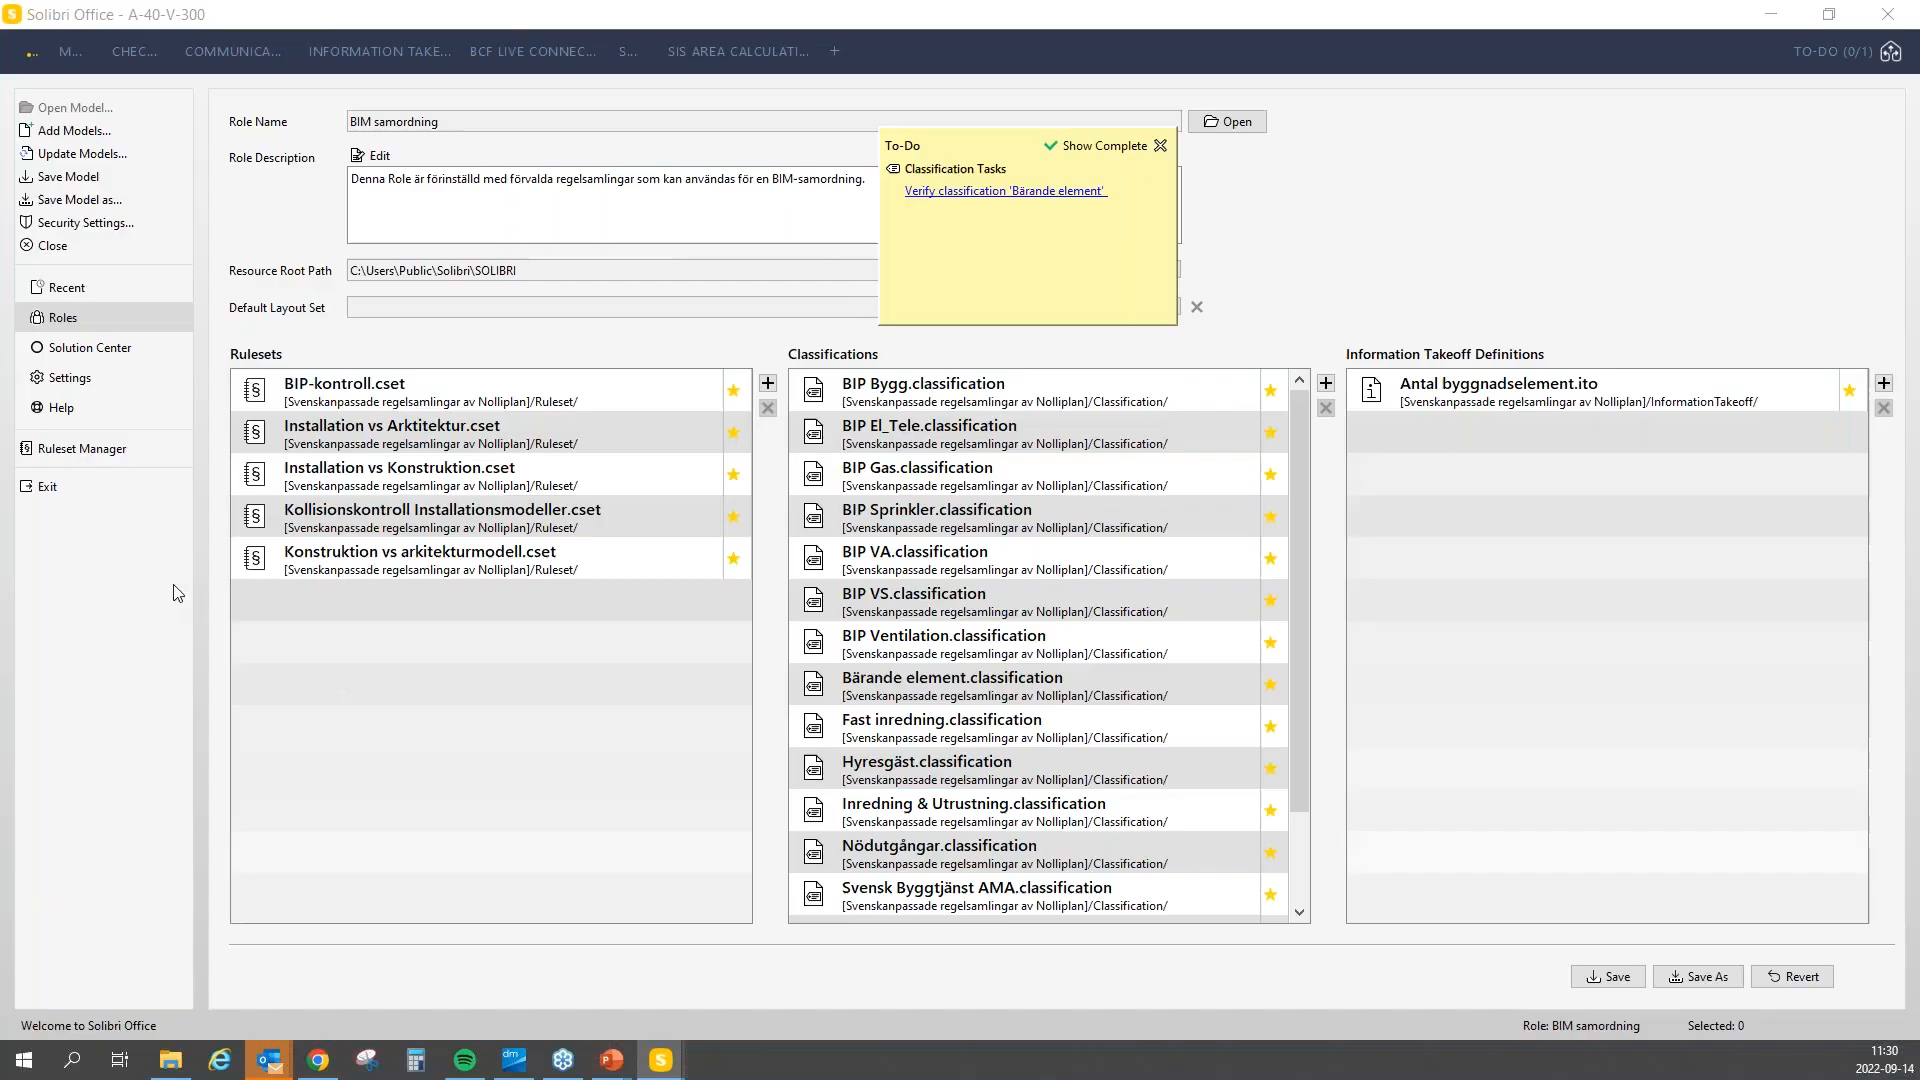 Solibri Office - A-40-V-300
M... CHEC... COMMUNICA... INFORMATION TAKE... BCF LIVE CONNEC... S... SIS AREA CALCULATI... +
TO-DO (0/1)
Open Model...
Add Models...
Update Models...
Save Model
Save Model as...
Security Settings...
Close
Recent
Roles
Solution Center
Settings
Help
Ruleset Manager
Exit
Role Name
BIM samordning
Open
Role Description
Edit
Denna Role är förinställd med förvalda regelsamlingar som kan användas för en BIM-samordning.
Resource Root Path
C:\Users\Public\Solibri\SOLIBRI
Default Layout Set
To-Do
Show Complete
Classification Tasks
Verify classification 'Bärande element'
Rulesets
BIP-kontroll.cset
[Svenskanpassade regelsamlingar av Nolliplan]/Ruleset/
Installation vs Arktitektur.cset
[Svenskanpassade regelsamlingar av Nolliplan]/Ruleset/
Installation vs Konstruktion.cset
[Svenskanpassade regelsamlingar av Nolliplan]/Ruleset/
Kollisionskontroll Installationsmodeller.cset
[Svenskanpassade regelsamlingar av Nolliplan]/Ruleset/
Konstruktion vs arkitekturmodell.cset
[Svenskanpassade regelsamlingar av Nolliplan]/Ruleset/
Classifications
BIP Bygg.classification
[Svenskanpassade regelsamlingar av Nolliplan]/Classification/
BIP El_Tele.classification
[Svenskanpassade regelsamlingar av Nolliplan]/Classification/
BIP Gas.classification
[Svenskanpassade regelsamlingar av Nolliplan]/Classification/
BIP Sprinkler.classification
[Svenskanpassade regelsamlingar av Nolliplan]/Classification/
BIP VA.classification
[Svenskanpassade regelsamlingar av Nolliplan]/Classification/
BIP VS.classification
[Svenskanpassade regelsamlingar av Nolliplan]/Classification/
BIP Ventilation.classification
[Svenskanpassade regelsamlingar av Nolliplan]/Classification/
Bärande element.classification
[Svenskanpassade regelsamlingar av Nolliplan]/Classification/
Fast inredning.classification
[Svenskanpassade regelsamlingar av Nolliplan]/Classification/
Hyresgäst.classification
[Svenskanpassade regelsamlingar av Nolliplan]/Classification/
Inredning & Utrustning.classification
[Svenskanpassade regelsamlingar av Nolliplan]/Classification/
Nödutgångar.classification
[Svenskanpassade regelsamlingar av Nolliplan]/Classification/
Svensk Byggtjänst AMA.classification
[Svenskanpassade regelsamlingar av Nolliplan]/Classification/
Information Takeoff Definitions
Antal byggnadselement.ito
[Svenskanpassade regelsamlingar av Nolliplan]/InformationTakeoff/
Save
Save As
Revert
Welcome to Solibri Office
Role: BIM samordning
Selected: 0
dm
11:30
2022-09-14